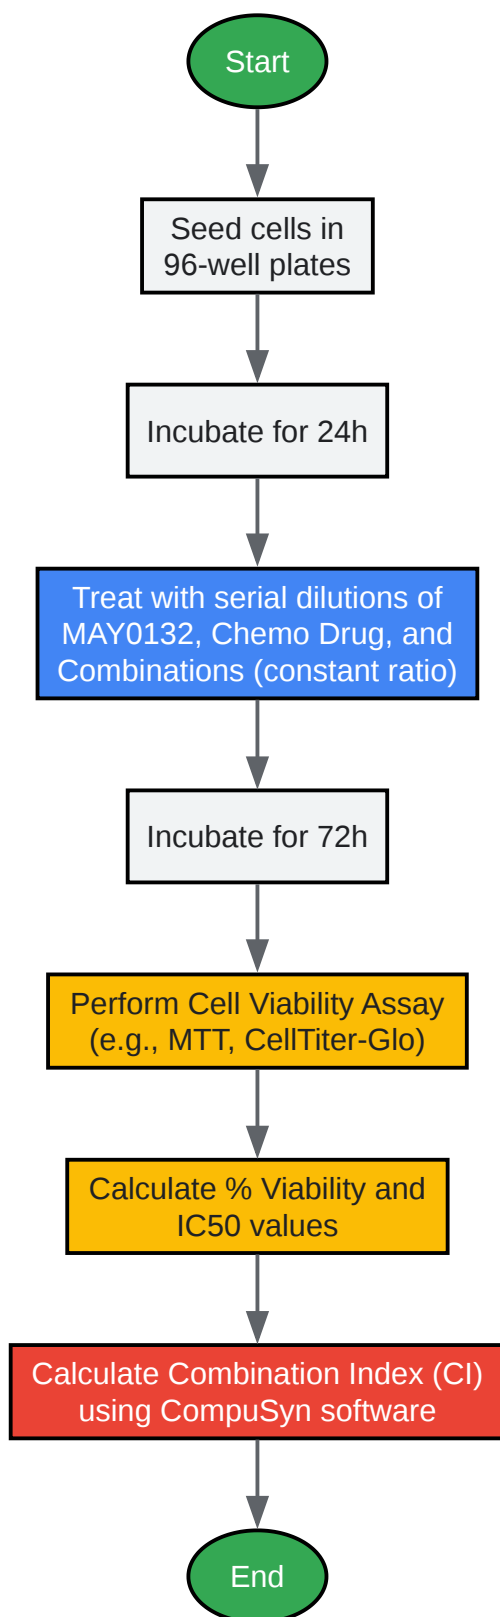 Start
Seed cells in
96-well plates
Incubate for 24h
Treat with serial dilutions of
MAY0132, Chemo Drug, and
Combinations (constant ratio)
Incubate for 72h
Perform Cell Viability Assay
(e.g., MTT, CellTiter-Glo)
Calculate % Viability and
IC50 values
Calculate Combination Index (CI)
using CompuSyn software
End